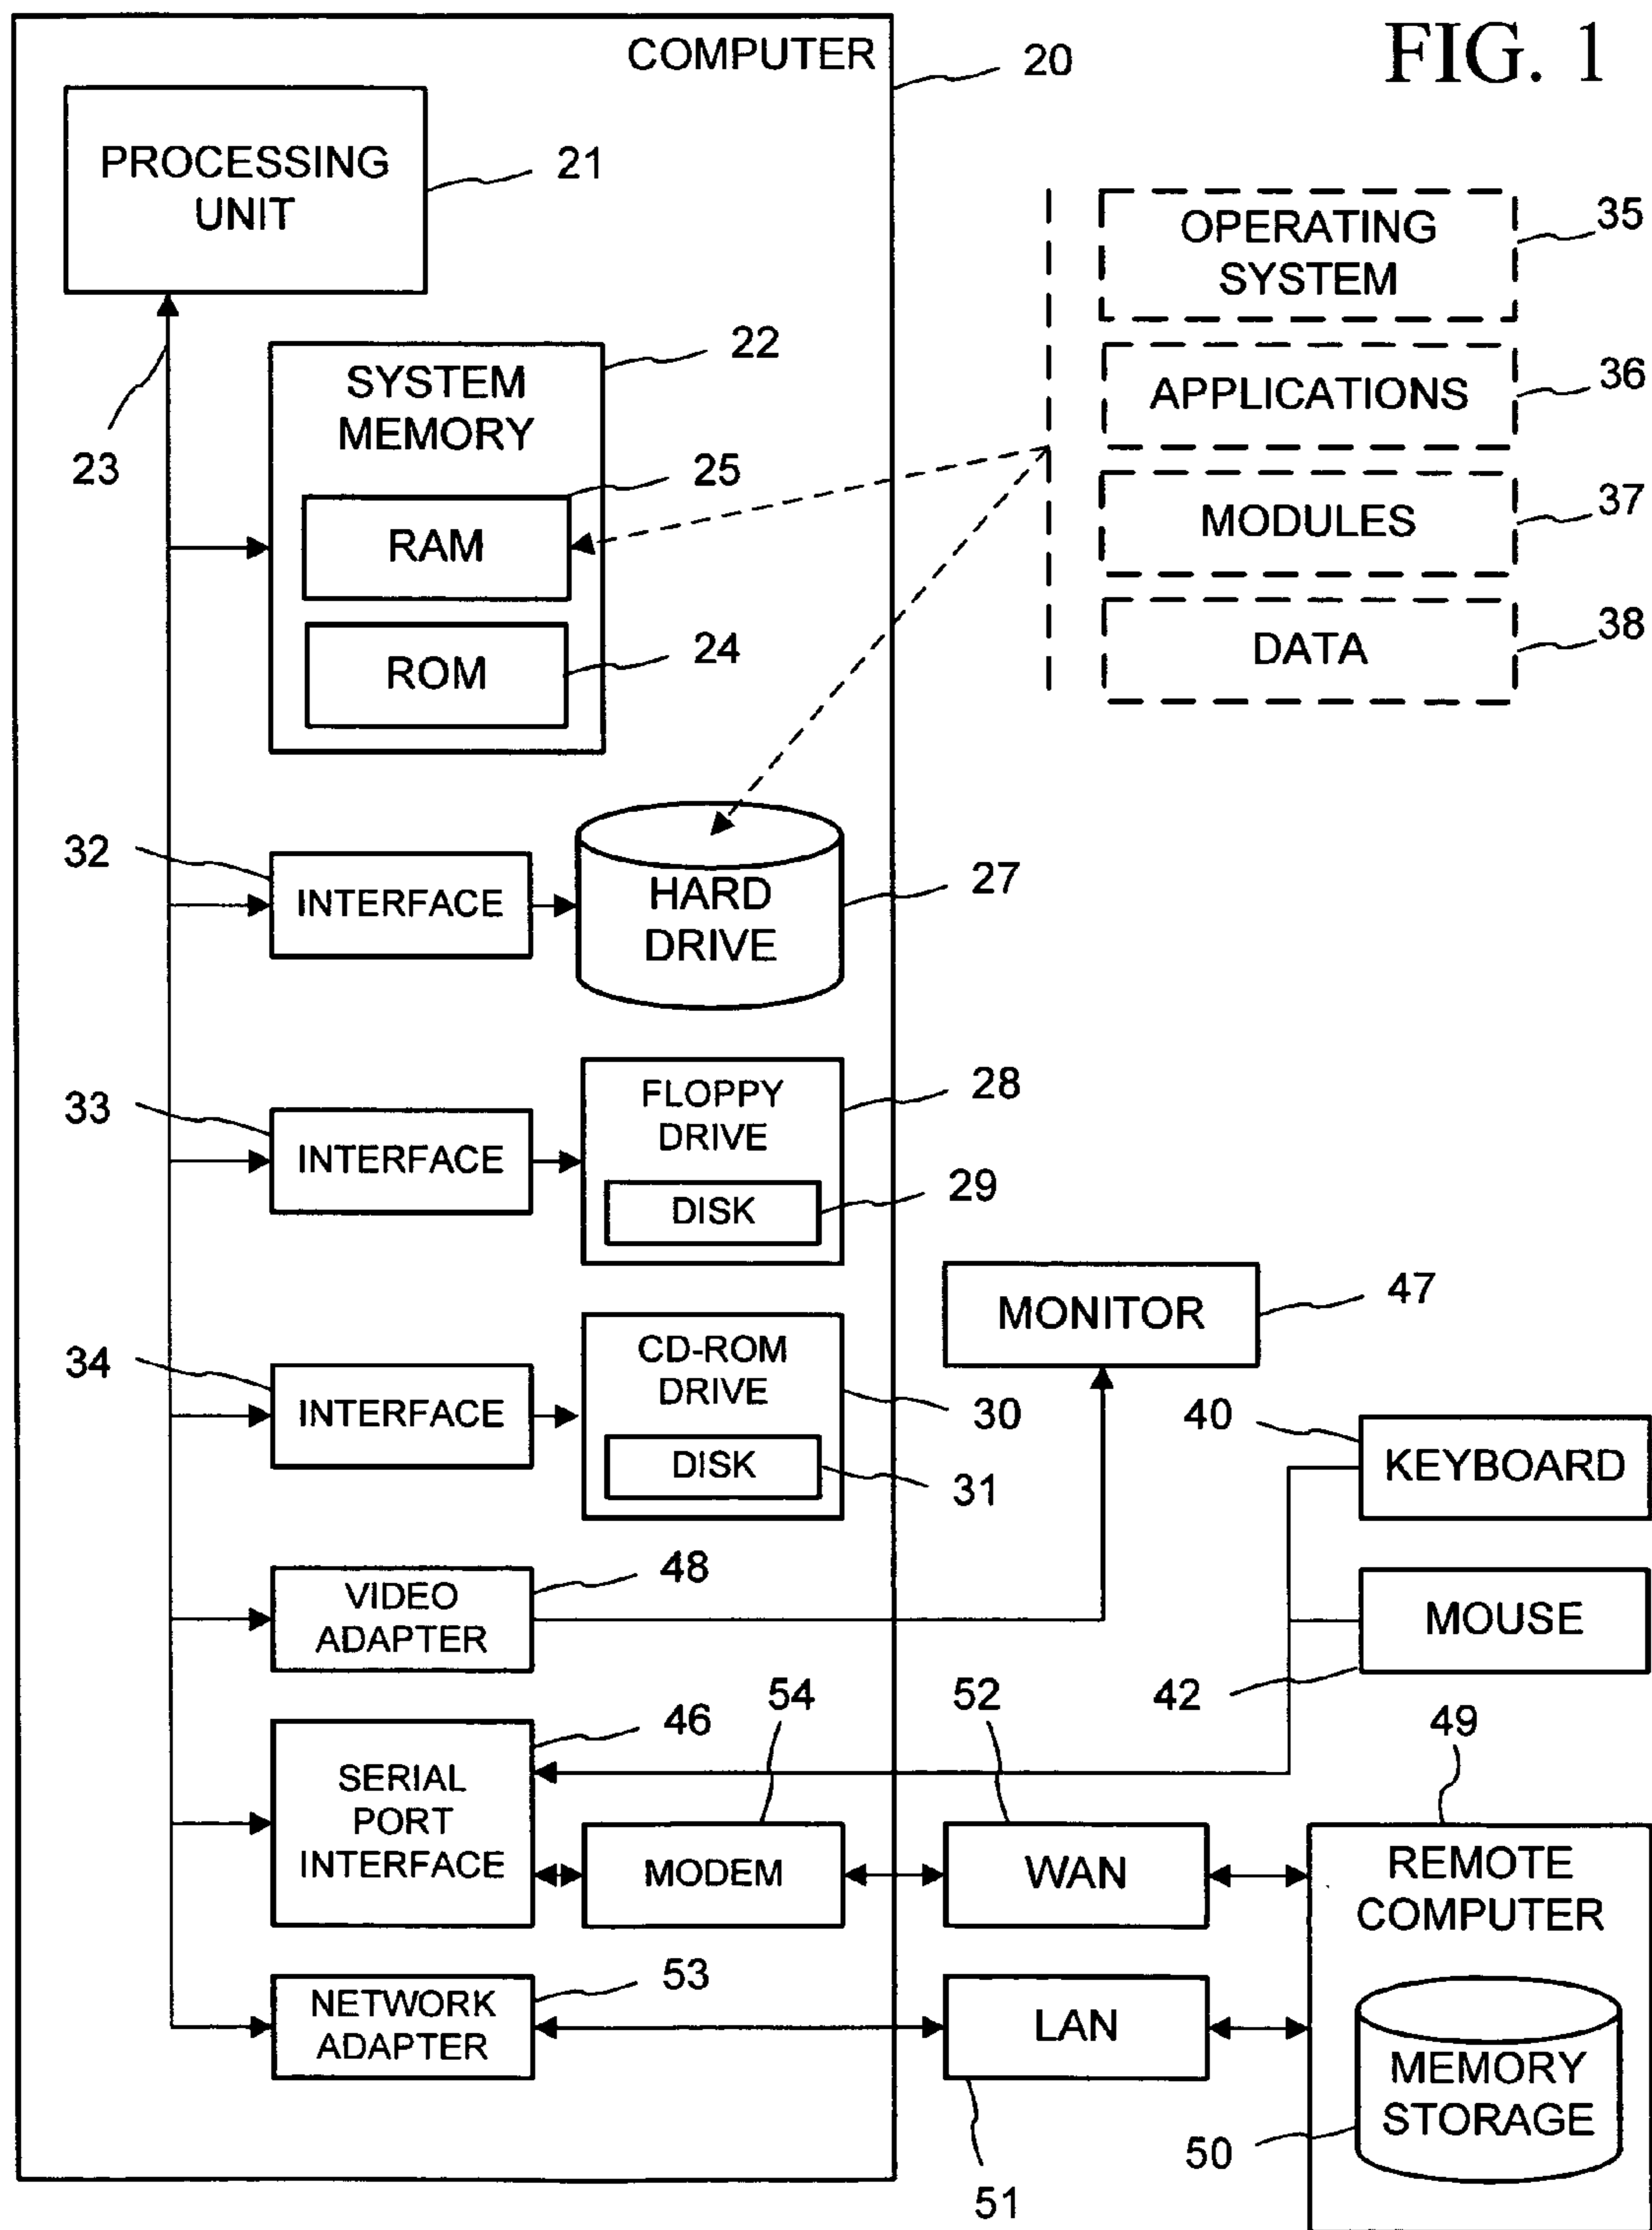 FIG. 1
COMPUTER
20
PROCESSING
UNIT
21
23
SYSTEM
MEMORY
22
RAM
25
ROM
24
OPERATING
SYSTEM
35
APPLICATIONS
36
MODULES
37
DATA
38
32
INTERFACE
HARD
DRIVE
27
33
INTERFACE
FLOPPY
DRIVE
28
DISK
29
34
INTERFACE
CD-ROM
DRIVE
30
DISK
31
MONITOR
47
40
KEYBOARD
MOUSE
42
VIDEO
ADAPTER
48
SERIAL
PORT
INTERFACE
46
MODEM
54
WAN
52
REMOTE
COMPUTER
49
MEMORY
STORAGE
50
NETWORK
ADAPTER
53
LAN
51